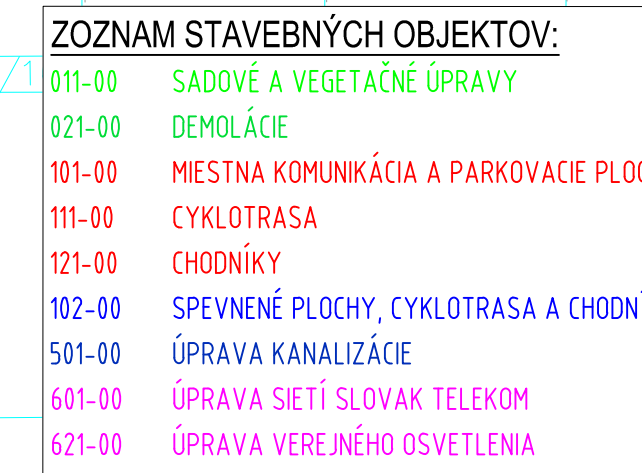 ZOZNAM STAVEBNÝCH OBJEKTOV:
/1
011-00 SADOVÉ A VEGETAČNÉ ÚPRAVY
021-00 DEMOLÁCIE
101-00 MIESTNA KOMUNIKÁCIA A PARKOVACIE
111-00 CYKLOTRASA
121-00 CHODNÍKY
102-00 SPEVNENÉ PLOCHY, CYKLOTRASA A
501-00 ÚPRAVA KANALIZÁCIE
601-00 ÚPRAVA SIETÍ SLOVAK TELEKOM
621-00 ÚPRAVA VEREJNÉHO OSVETLENIA